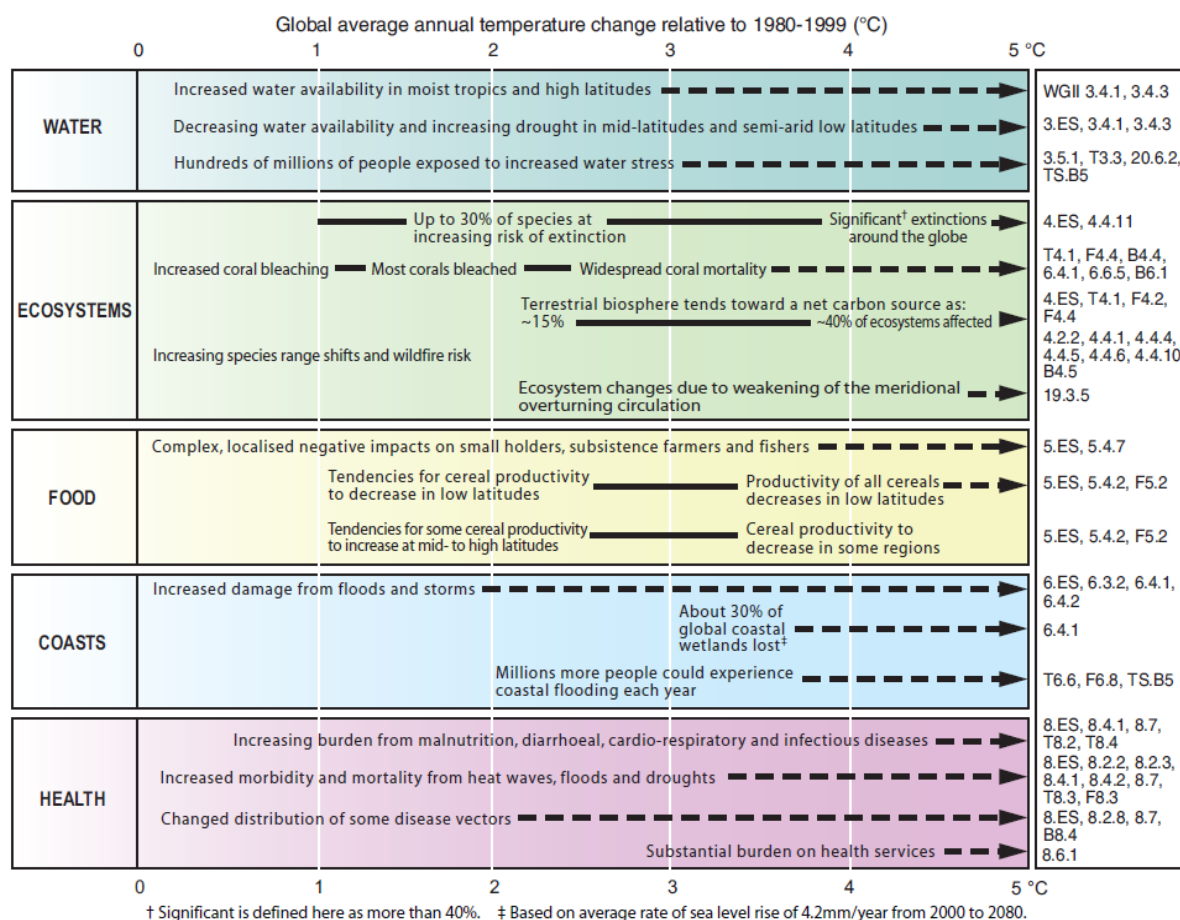 Global average annual temperature change relative to 1980-1999 (°C)
0 1 2 3 4 5 °C
WATER
Increased water availability in moist tropics and high latitudes
WGII 3.4.1, 3.4.3
Decreasing water availability and increasing drought in mid-latitudes and semi-arid low latitudes
3.ES, 3.4.1, 3.4.3
Hundreds of millions of people exposed to increased water stress
3.5.1, T3.3, 20.6.2,
TS.B5
ECOSYSTEMS
Up to 30% of species at
increasing risk of extinction
Significant† extinctions
around the globe
4.ES, 4.4.11
Increased coral bleaching
Most corals bleached
Widespread coral mortality
T4.1, F4.4, B4.4,
6.4.1, 6.6.5, B6.1
Terrestrial biosphere tends toward a net carbon source as:
~15%
~40% of ecosystems affected
4.ES, T4.1, F4.2,
F4.4
Increasing species range shifts and wildfire risk
4.2.2, 4.4.1, 4.4.4,
4.4.5, 4.4.6, 4.4.10,
B4.5
Ecosystem changes due to weakening of the meridional
overturning circulation
19.3.5
FOOD
Complex, localised negative impacts on small holders, subsistence farmers and fishers
5.ES, 5.4.7
Tendencies for cereal productivity
to decrease in low latitudes
Productivity of all cereals
decreases in low latitudes
5.ES, 5.4.2, F5.2
Tendencies for some cereal productivity
to increase at mid- to high latitudes
Cereal productivity to
decrease in some regions
5.ES, 5.4.2, F5.2
COASTS
Increased damage from floods and storms
6.ES, 6.3.2, 6.4.1,
6.4.2
About 30% of
global coastal
wetlands lost‡
6.4.1
Millions more people could experience
coastal flooding each year
T6.6, F6.8, TS.B5
HEALTH
Increasing burden from malnutrition, diarrhoeal, cardio-respiratory and infectious diseases
8.ES, 8.4.1, 8.7,
T8.2, T8.4
Increased morbidity and mortality from heat waves, floods and droughts
8.ES, 8.2.2, 8.2.3,
8.4.1, 8.4.2, 8.7,
T8.3, F8.3
Changed distribution of some disease vectors
8.ES, 8.2.8, 8.7,
B8.4
Substantial burden on health services
8.6.1
0 1 2 3 4 5 °C
† Significant is defined here as more than 40%. ‡ Based on average rate of sea level rise of 4.2mm/year from 2000 to 2080.